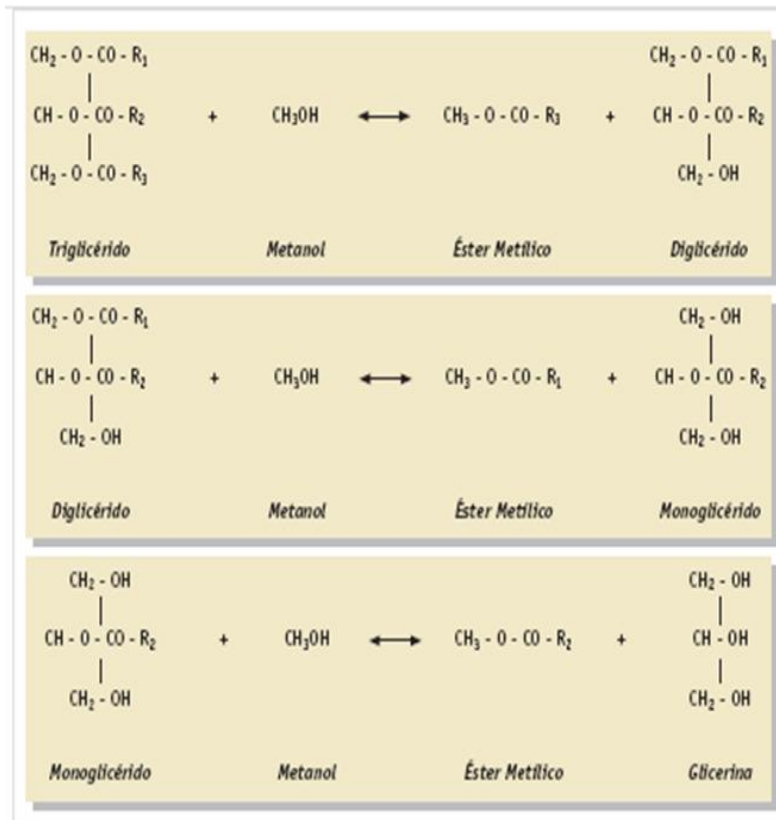 CH₂ - O - CO - R₁ CH₂ - O - CO - R₁
CH - O - CO - R₂ + CH₃OH ⟷ CH₃ - O - CO - R₃ + CH - O - CO - R₂
CH₂ - O - CO - R₃ CH₂ - OH
Triglicérido Metanol Éster Metílico Diglicérido
CH₂ - O - CO - R₁ CH₂ - OH
CH - O - CO - R₂ + CH₃OH ⟷ CH₃ - O - CO - R₁ + CH - O - CO - R₂
CH₂ - OH CH₂ - OH
Diglicérido Metanol Éster Metílico Monoglicérido
CH₂ - OH CH₂ - OH
CH - O - CO - R₂ + CH₃OH ⟷ CH₃ - O - CO - R₂ + CH - OH
CH₂ - OH CH₂ - OH
Monoglicérido Metanol Éster Metílico Glicerina